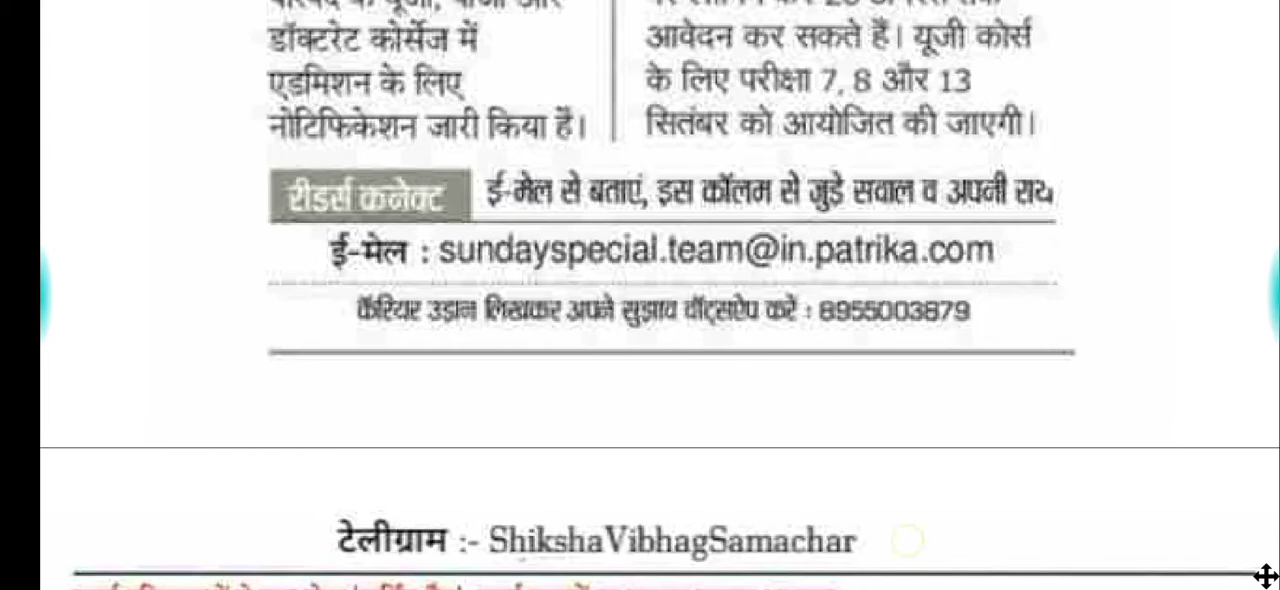 डॉक्टरेट कोर्सेज में
एडमिशन के लिए
नोटिफिकेशन जारी किया है।
आवेदन कर सकते हैं। यूजी कोर्स
के लिए परीक्षा 7, 8 और 13
सितंबर को आयोजित की जाएगी।
रीडर्स कनेक्ट ई-मेल से बताएं, इस कॉलम से जुड़े सवाल व अपनी राय
ई-मेल : sundayspecial.team@in.patrika.com
कॅरियर उड़ान लिखकर अपने सुझाव वॉट्सऐप करें : 8955003879
टेलीग्राम :- ShikshaVibhagSamachar